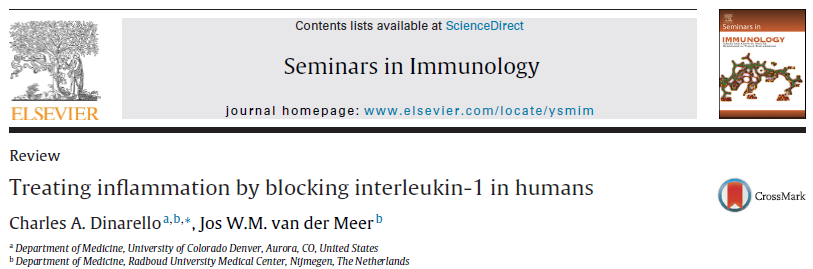 Contents lists available at ScienceDirect
Seminars in Immunology
journal homepage: www.elsevier.com/locate/ysmim
ELSEVIER
Seminars in
IMMUNOLOGY
Review
Treating inflammation by blocking interleukin-1 in humans
CrossMark
Charles A. Dinarello a,b,*, Jos W.M. van der Meer b
a Department of Medicine, University of Colorado Denver, Aurora, CO, United States
b Department of Medicine, Radboud University Medical Center, Nijmegen, The Netherlands